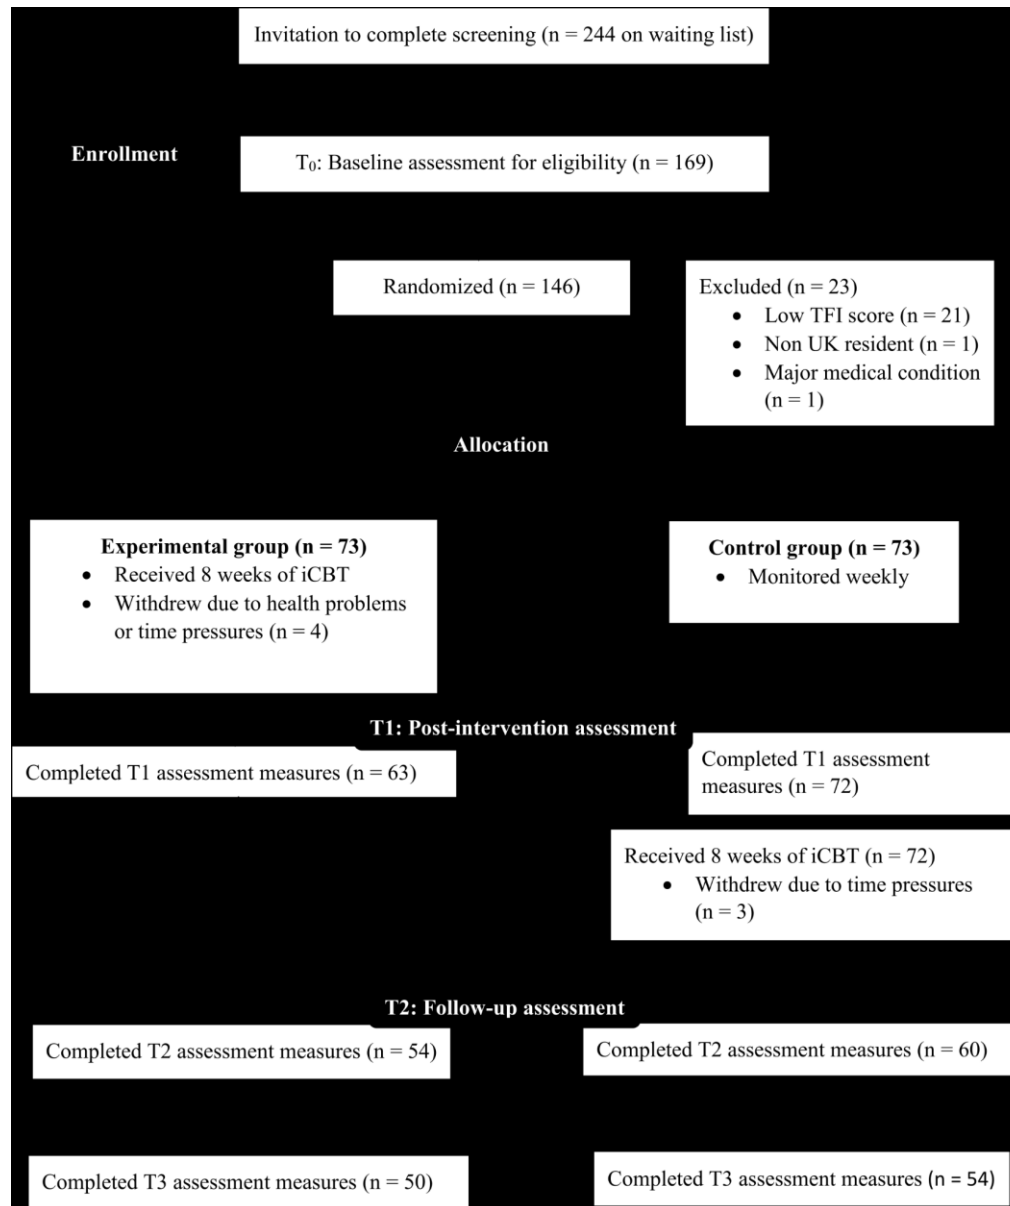 Invitation to complete screening (n = 244 on waiting list)
Enrollment
T₀: Baseline assessment for eligibility (n = 169)
Randomized (n = 146)
Excluded (n = 23)
• Low TFI score (n = 21)
• Non UK resident (n = 1)
• Major medical condition
(n = 1)
Allocation
Experimental group (n = 73)
• Received 8 weeks of iCBT
• Withdrew due to health problems
or time pressures (n = 4)
Control group (n = 73)
• Monitored weekly
T1: Post-intervention assessment
Completed T1 assessment measures (n = 63)
Completed T1 assessment
measures (n = 72)
Received 8 weeks of iCBT (n = 72)
• Withdrew due to time pressures
(n = 3)
T2: Follow-up assessment
Completed T2 assessment measures (n = 54)
Completed T2 assessment measures (n = 60)
Completed T3 assessment measures (n = 50)
Completed T3 assessment measures (n = 54)